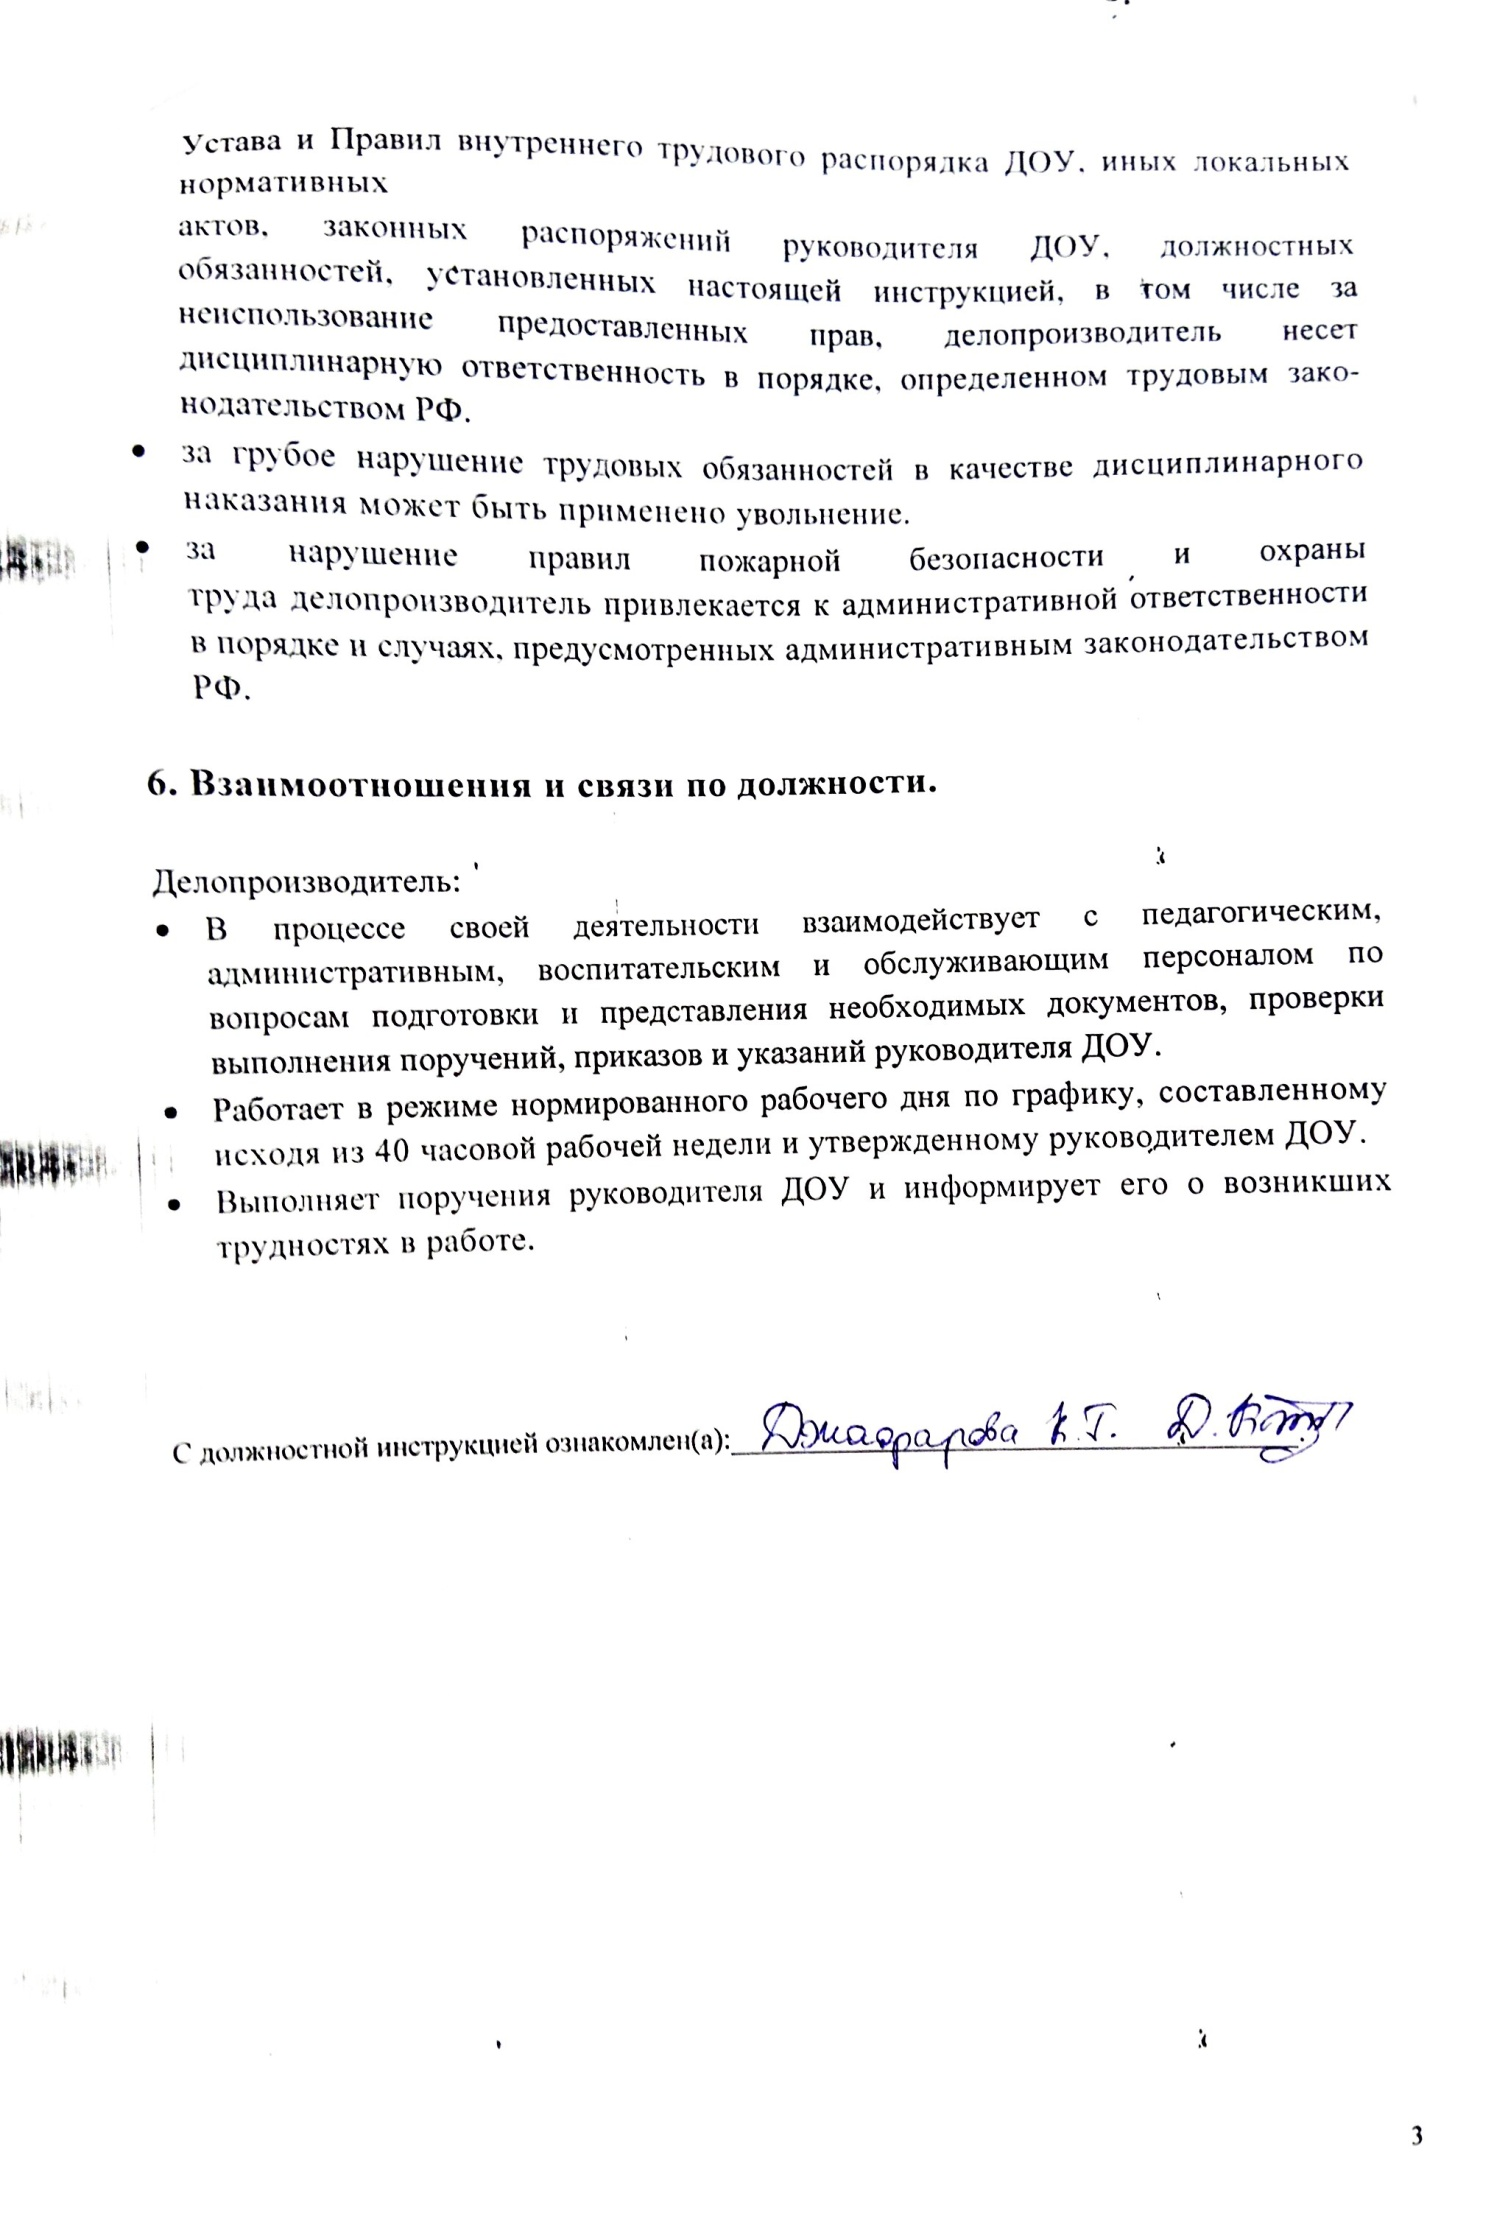 Устава и Правил внутреннего трудового распорядка ДОУ, иных локальных
нормативных
актов, законных распоряжений руководителя ДОУ, должностных
обязанностей, установленных настоящей инструкцией, в том числе за
неиспользование предоставленных прав, делопроизводитель несет
дисциплинарную ответственность в порядке, определенном трудовым зако-
нодательством РФ.
• за грубое нарушение трудовых обязанностей в качестве дисциплинарного
наказания может быть применено увольнение.
• за нарушение правил пожарной безопасности и охраны
труда делопроизводитель привлекается к административной ответственности
в порядке и случаях, предусмотренных административным законодательством
РФ.
6. Взаимоотношения и связи по должности.
Делопроизводитель:
• В процессе своей деятельности взаимодействует с педагогическим,
административным, воспитательским и обслуживающим персоналом по
вопросам подготовки и представления необходимых документов, проверки
выполнения поручений, приказов и указаний руководителя ДОУ.
• Работает в режиме нормированного рабочего дня по графику, составленному
исходя из 40 часовой рабочей недели и утвержденному руководителем ДОУ.
• Выполняет поручения руководителя ДОУ и информирует его о возникших
трудностях в работе.
С должностной инструкцией ознакомлен(а): Джафарова К.Г.
3